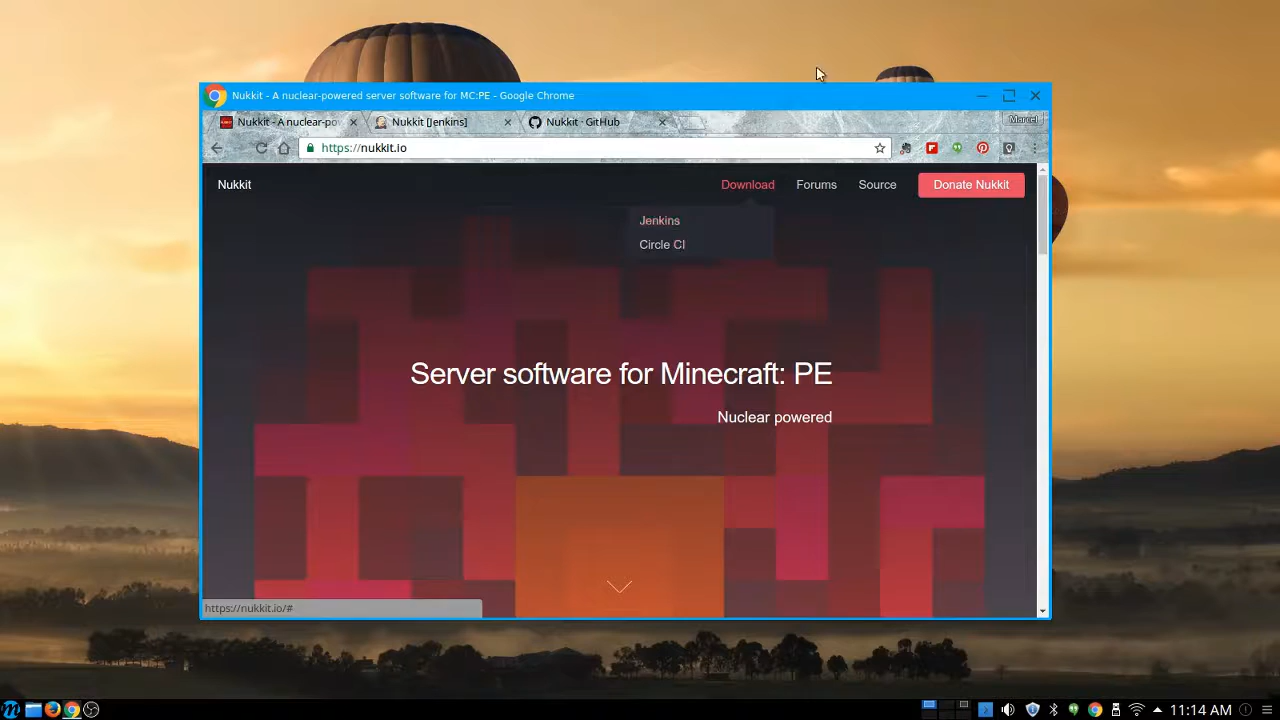 Nukkit - A nuclear-powered server software for MC:PE - Google Chrome
Nukkit - A nuclear-po
Nukkit [Jenkins]
Nukkit · GitHub
Marcel
https://nukkit.io
Nukkit
Download
Forums
Source
Donate Nukkit
Jenkins
Circle CI
Server software for Minecraft: PE
Nuclear powered
https://nukkit.io/#
11:14 AM